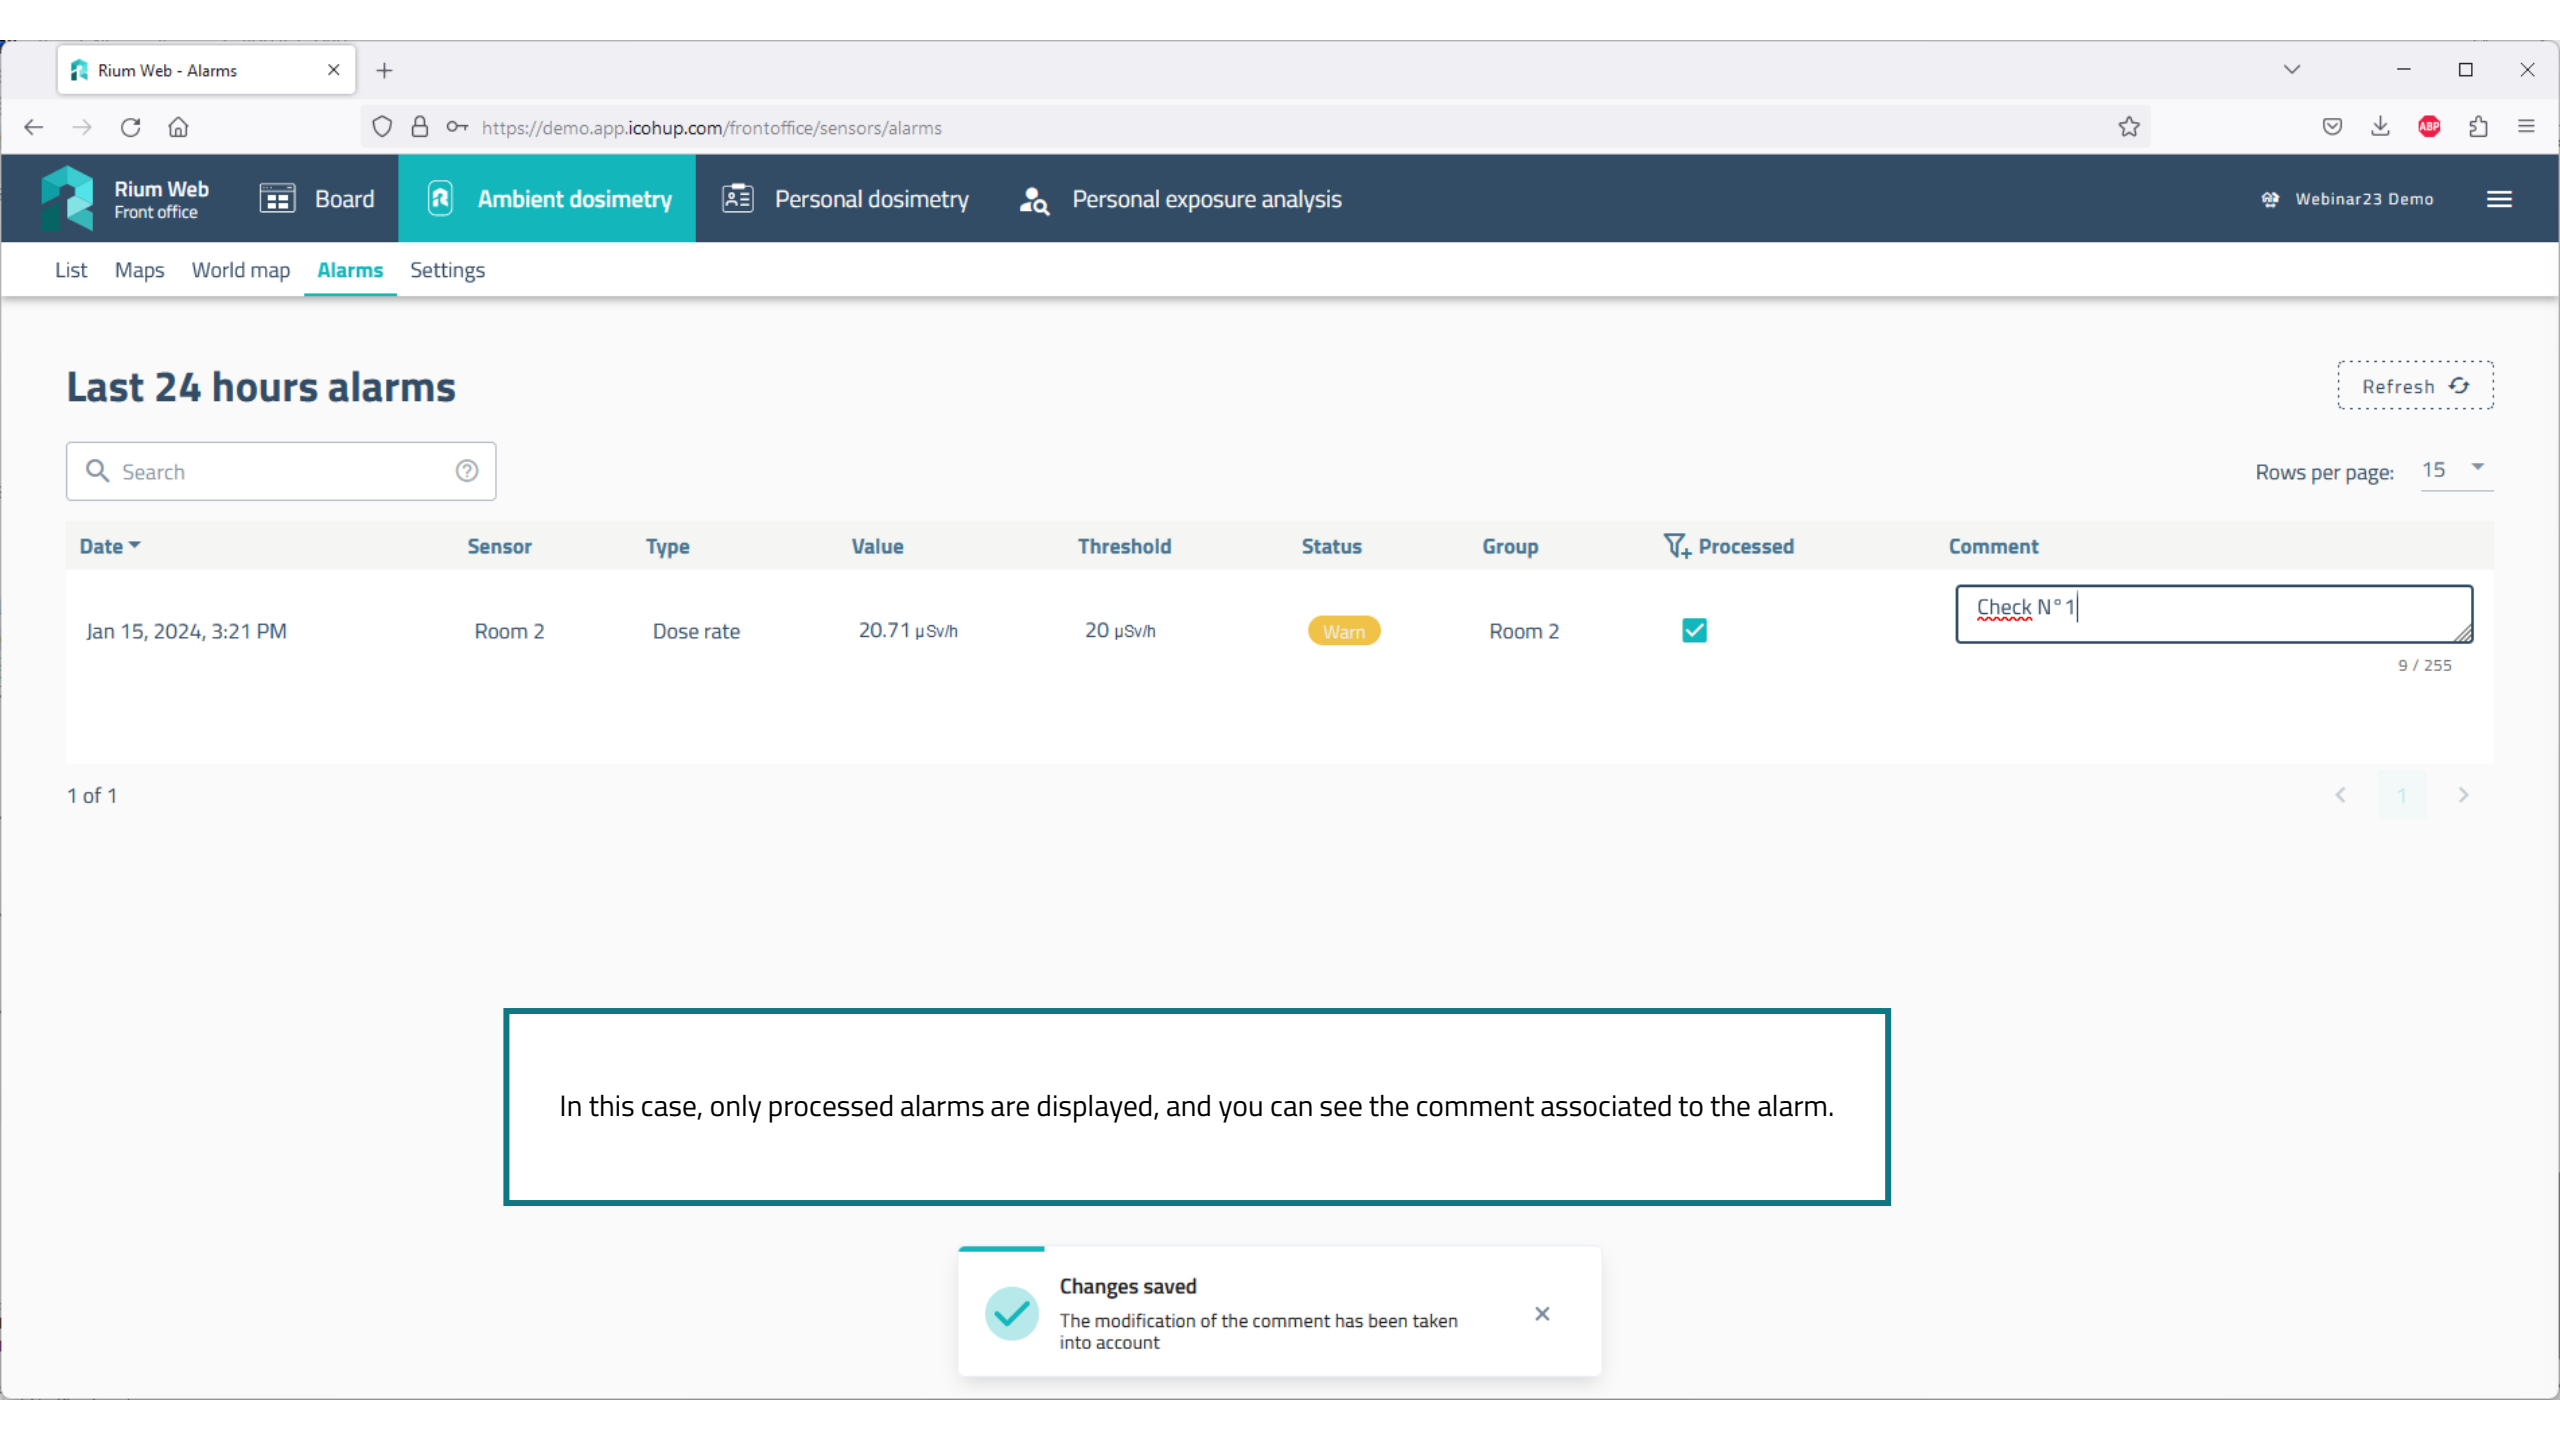 Rium Web - Alarms
https://demo.app.icohup.com/frontoffice/sensors/alarms
ABP
Rium Web
Front office
Board
Ambient dosimetry
Personal dosimetry
Personal exposure analysis
Webinar23 Demo
List Maps World map Alarms Settings
Last 24 hours alarms
Refresh
Search
Rows per page: 15
Date Sensor Type Value Threshold Status Group Processed Comment
Jan 15, 2024, 3:21 PM Room 2 Dose rate 20.71 µSv/h 20 µSv/h Warn Room 2 Check N°1
9 / 255
1 of 1
1
In this case, only processed alarms are displayed, and you can see the comment associated to the alarm.
Changes saved
The modification of the comment has been taken
into account